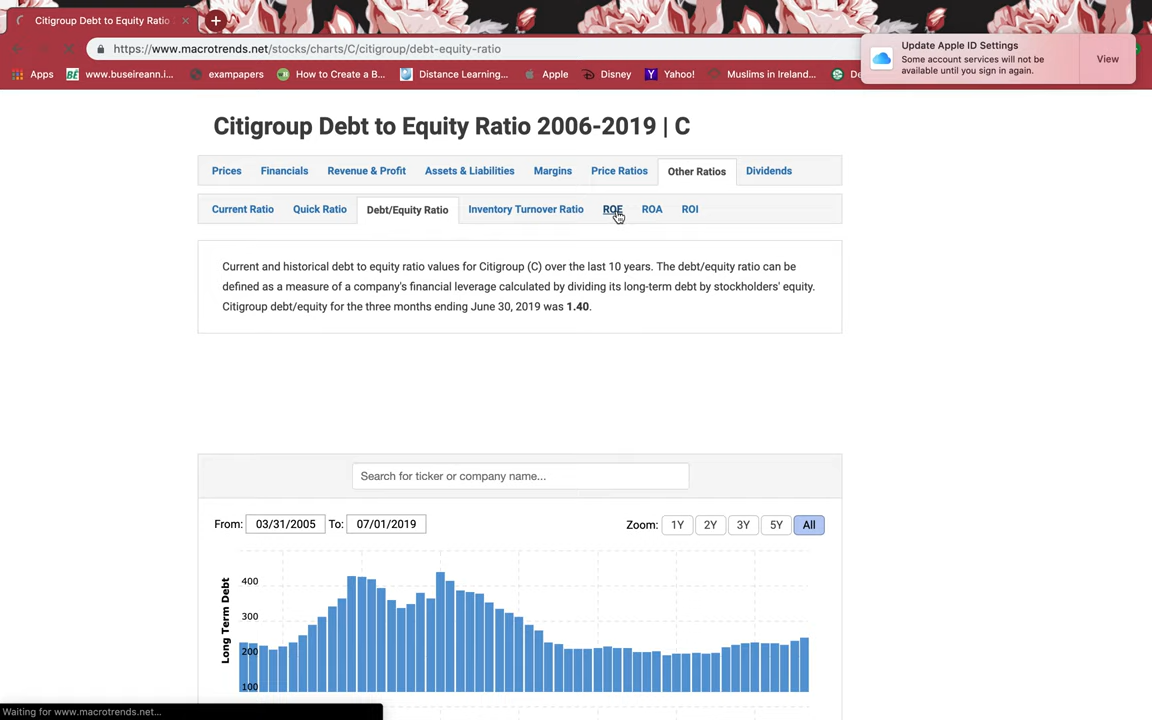 Citigroup Debt to Equity Ratio
https://www.macrotrends.net/stocks/charts/C/citigroup/debt-equity-ratio
Update Apple ID Settings
Some account services will not be
available until you sign in again.
View
Apps BÉ www.buseireann.i... exampapers How to Create a B... Distance Learning... Apple Disney Yahoo! Muslims in Ireland... De
Citigroup Debt to Equity Ratio 2006-2019 | C
Prices Financials Revenue & Profit Assets & Liabilities Margins Price Ratios Other Ratios Dividends
Current Ratio Quick Ratio Debt/Equity Ratio Inventory Turnover Ratio ROE ROA ROI
Current and historical debt to equity ratio values for Citigroup (C) over the last 10 years. The debt/equity ratio can be
defined as a measure of a company's financial leverage calculated by dividing its long-term debt by stockholders' equity.
Citigroup debt/equity for the three months ending June 30, 2019 was 1.40.
Search for ticker or company name...
From: 03/31/2005 To: 07/01/2019 Zoom: 1Y 2Y 3Y 5Y All
Long Term Debt
400
300
200
100
Waiting for www.macrotrends.net...